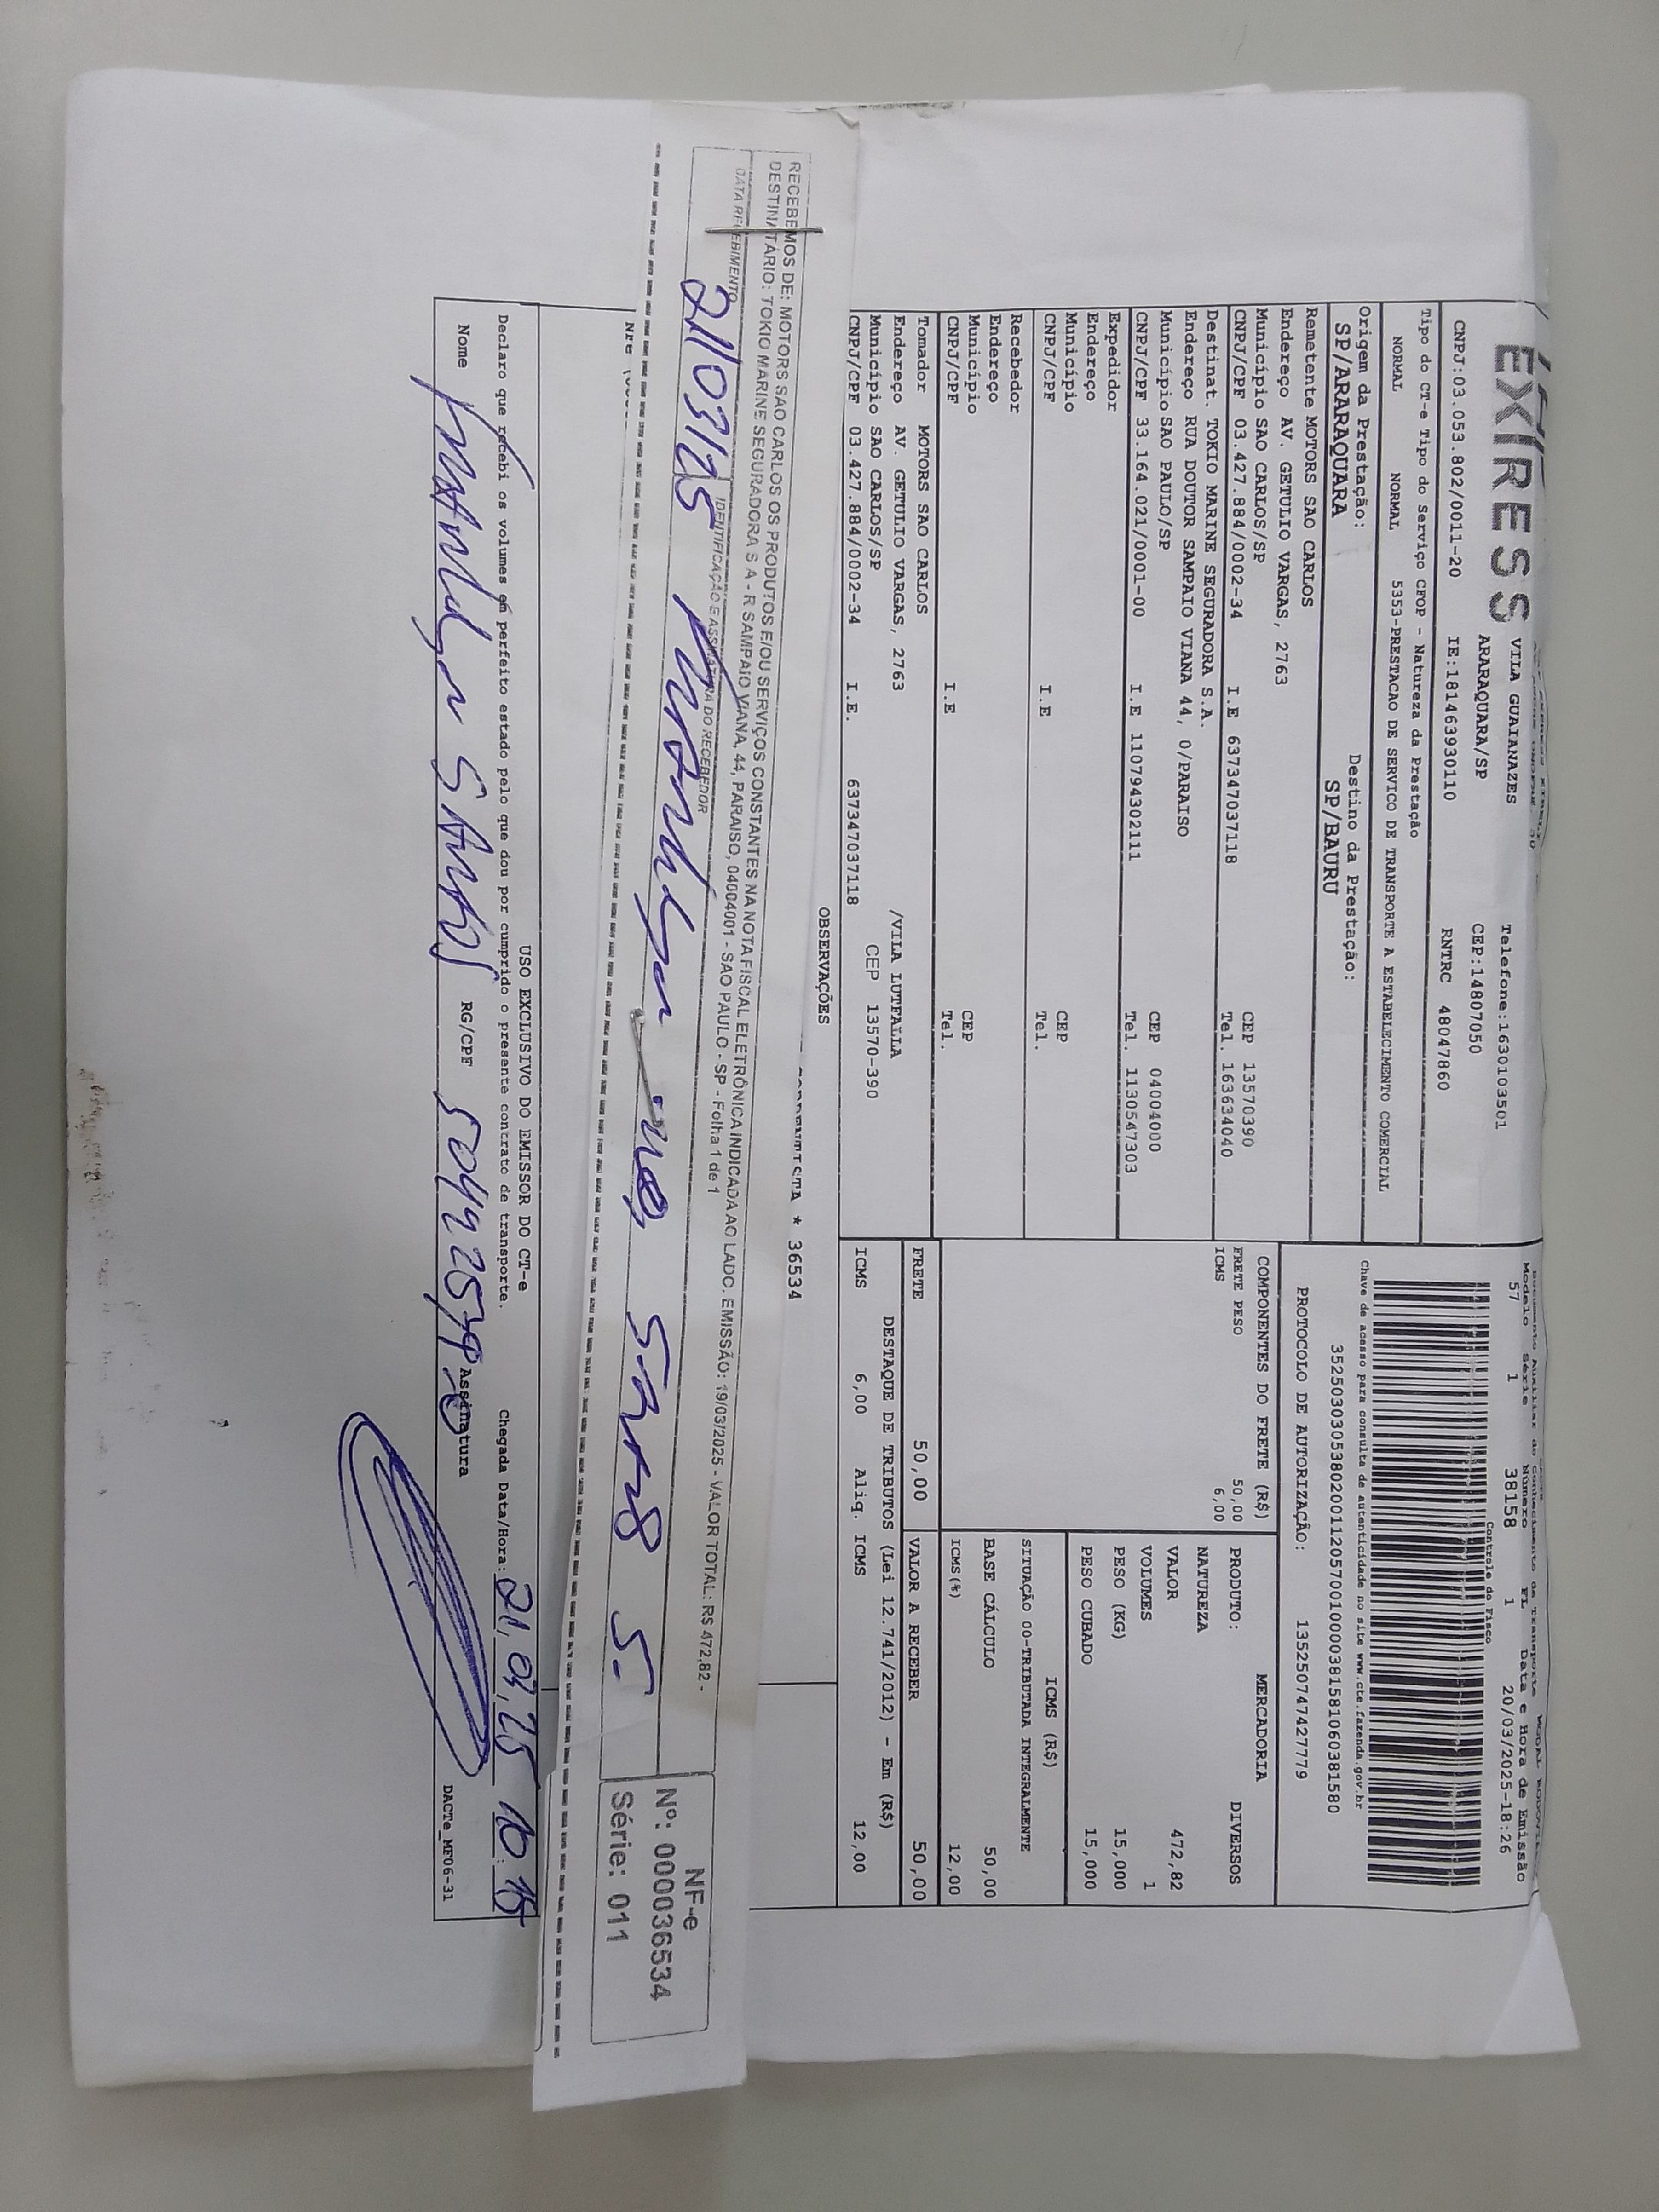 EXPRESS
VILA GUAIANAZES
Telefone:1630103501
ARARAQUARA/SP
CEP:14807050
CNPJ:03.053.802/0011-20 IE:181463930110 RNTRC 48047860
Tipo do CT-e Tipo do Serviço CFOP - Natureza da Prestação
NORMAL NORMAL 5353-PRESTACAO DE SERVICO DE TRANSPORTE A ESTABELECIMENTO COMERCIAL
Origem da Prestação: Destino da Prestação:
SP/ARARAQUARA SP/BAURU
Remetente MOTORS SAO CARLOS
Endereço AV. GETULIO VARGAS, 2763 CEP 13570390
Município SAO CARLOS/SP Tel. 1636634040
CNPJ/CPF 03.427.884/0002-34 I.E 637347037118
Destinat. TOKIO MARINE SEGURADORA S.A.
Endereço RUA DOUTOR SAMPAIO VIANA 44, 0/PARAISO
Município SAO PAULO/SP CEP 04004000
CNPJ/CPF 33.164.021/0001-00 I.E 110794302111 Tel. 1130547303
Expedidor
Endereço
Município CEP
CNPJ/CPF I.E Tel.
Recebedor
Endereço
Município CEP
CNPJ/CPF I.E Tel.
Tomador MOTORS SAO CARLOS
Endereço AV. GETULIO VARGAS, 2763 /VILA LUTFALLA
Município SAO CARLOS/SP CEP 13570-390
CNPJ/CPF 03.427.884/0002-34 I.E. 637347037118
Modelo Série Número FL Data e Hora de Emissão
57 1 38158 1 20/03/2025-18:26
Controle do Fisco
Chave de acesso para consulta de autenticidade no site www.cte.fazenda.gov.br
35250303053802001120570010000381581060381580
PROTOCOLO DE AUTORIZAÇÃO: 135250747427779
COMPONENTES DO FRETE (R$)
FRETE PESO 50,00
ICMS 6,00
MERCADORIA
PRODUTO: DIVERSOS
NATUREZA
VALOR 472,82
VOLUMES 1
PESO (KG) 15,000
PESO CUBADO 15,000
ICMS (R$)
SITUAÇÃO 00-TRIBUTADA INTEGRALMENTE
BASE CÁLCULO 50,00
ICMS(%) 12,00
FRETE 50,00 VALOR A RECEBER 50,00
DESTAQUE DE TRIBUTOS (Lei 12.741/2012) - Em (R$)
ICMS 6,00 Aliq. ICMS 12,00
OBSERVAÇÕES
* 36534
RECEBEMOS DE: MOTORS SAO CARLOS OS PRODUTOS E/OU SERVIÇOS CONSTANTES NA NOTA FISCAL ELETRÔNICA INDICADA AO LADO. EMISSÃO: 19/03/2025 - VALOR TOTAL: R$ 472,82 -
DESTINATÁRIO: TOKIO MARINE SEGURADORA S A - R SAMPAIO VIANA, 44, PARAISO, 04004001 - SAO PAULO - SP - Folha 1 de 1
DATA RECEBIMENTO IDENTIFICAÇÃO E ASSINATURA DO RECEBEDOR
21/03/25
NF-e
Nº: 000036534
Série: 011
USO EXCLUSIVO DO EMISSOR DO CT-e
Declaro que recebi os volumes em perfeito estado pelo que dou por cumprido o presente contrato de transporte. Chegada Data/Hora: 21,03,25 10:15
Nome RG/CPF Assinatura
DACTe_MF06-31